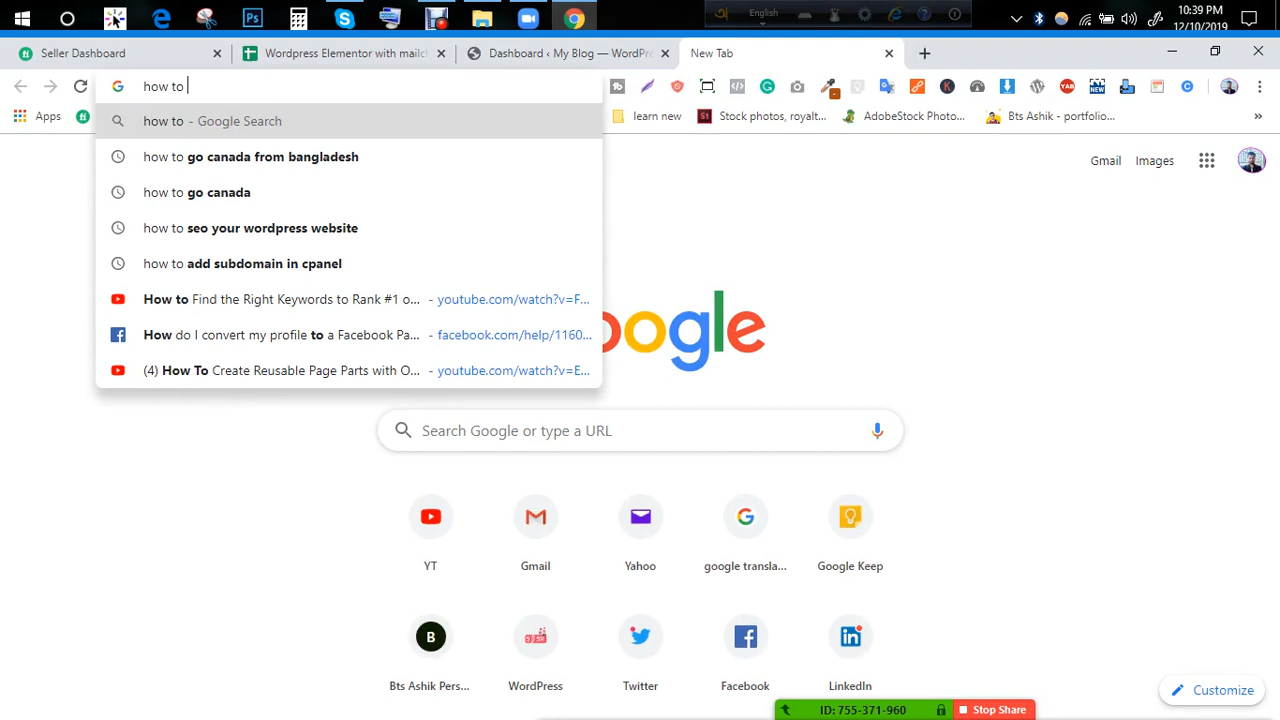 English
10:39 PM
12/10/2019
Seller Dashboard
Wordpress Elementor with mailch
Dashboard ‹ My Blog — WordPre
New Tab
how to
Apps
learn new
Stock photos, royalt...
AdobeStock Photo...
Bts Ashik - portfolio...
how to - Google Search
how to go canada from bangladesh
how to go canada
how to seo your wordpress website
how to add subdomain in cpanel
How to Find the Right Keywords to Rank #1 o... - youtube.com/watch?v=F...
How do I convert my profile to a Facebook Pa... - facebook.com/help/1160...
(4) How To Create Reusable Page Parts with O... - youtube.com/watch?v=E...
Gmail
Images
oogle
Search Google or type a URL
YT
Gmail
Yahoo
google transla...
Google Keep
B
Bts Ashik Pers...
WordPress
Twitter
Facebook
LinkedIn
Customize
ID: 755-371-960
Stop Share